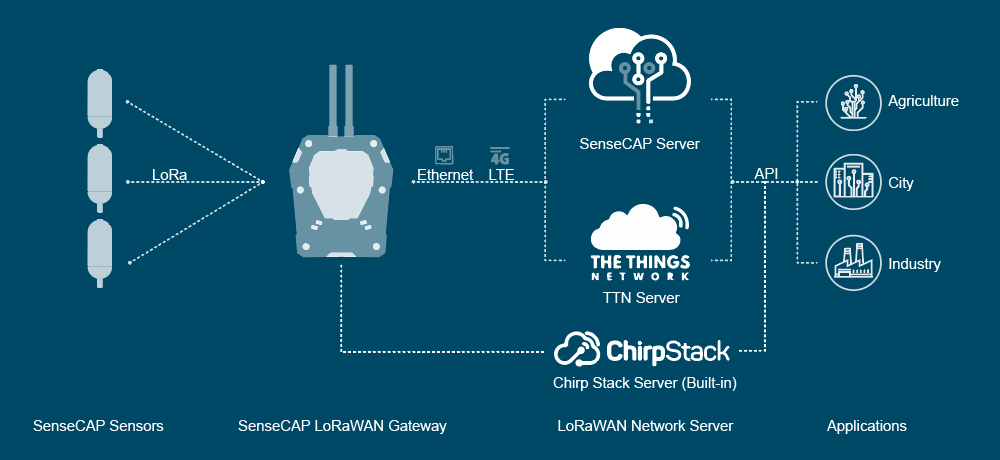 SenseCAP Server
Agriculture
LoRa
4G
Ethernet
LTE
API
City
THE THINGS
NETWORK
TTN Server
Industry
ChirpStack
Chirp Stack Server (Built-in)
SenseCAP Sensors
SenseCAP LoRaWAN Gateway
LoRaWAN Network Server
Applications